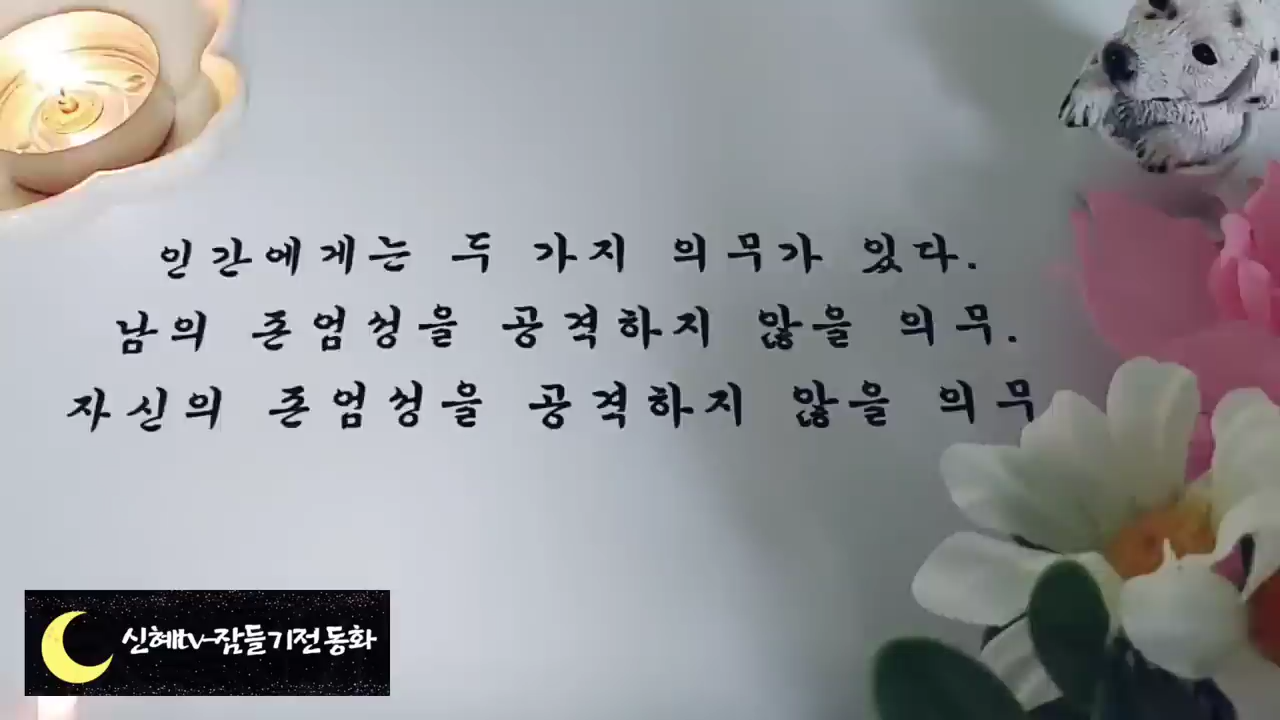 인간에게는 두 가지 의무가 있다.
남의 존엄성을 공격하지 않을 의무.
자신의 존엄성을 공격하지 않을 의무
신혜tv-잠들기전 동화